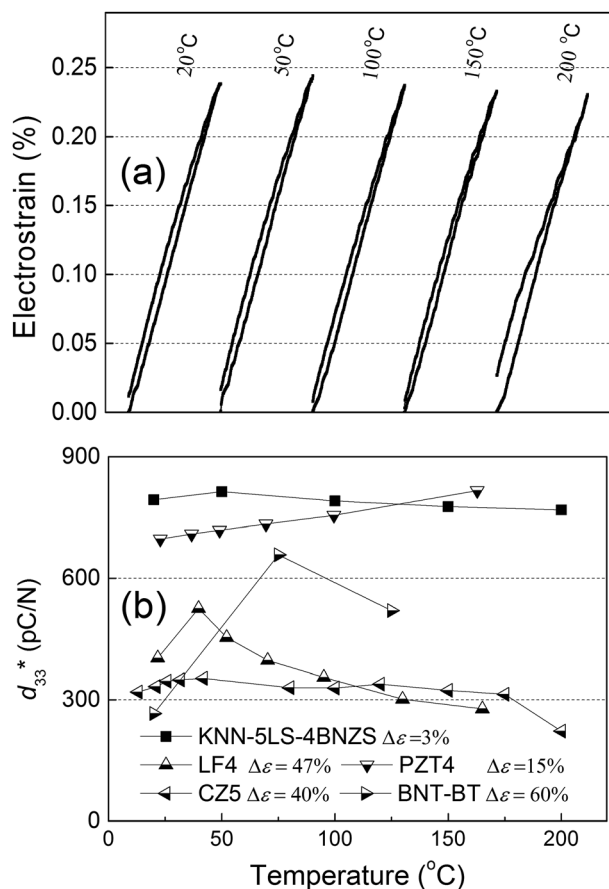 20°C 50°C 100°C 150°C 200°C
0.25
0.20
(a)
0.15
0.10
0.05
0.00
Electrostrain (%)
900
600
(b)
300
0
d33* (pC/N)
KNN-5LS-4BNZS Δε=3%
LF4 Δε=47% PZT4 Δε=15%
CZ5 Δε=40% BNT-BT Δε=60%
0 50 100 150 200
Temperature (°C)